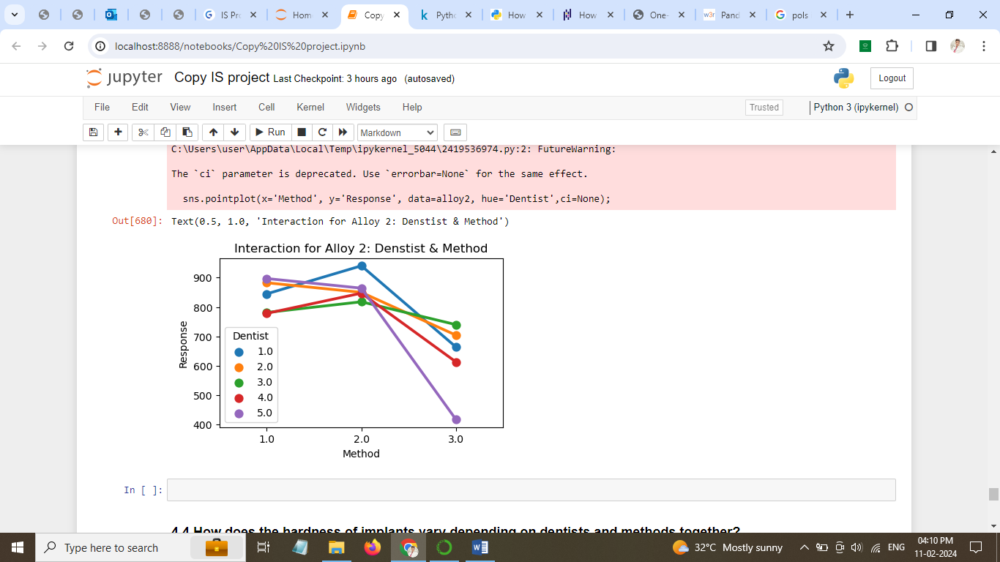 IS Pro
Hom
Copy
Pytho
How
How
One-
Pand
pols
localhost:8888/notebooks/Copy%20IS%20project.ipynb
jupyter Copy IS project Last Checkpoint: 3 hours ago (autosaved)
Logout
File Edit View Insert Cell Kernel Widgets Help
Trusted
Python 3 (ipykernel)
Run
Markdown
C:\Users\user\AppData\Local\Temp\ipykernel_5044\2419536974.py:2: FutureWarning:
The `ci` parameter is deprecated. Use `errorbar=None` for the same effect.
sns.pointplot(x='Method', y='Response', data=alloy2, hue='Dentist',ci=None);
Out[680]: Text(0.5, 1.0, 'Interaction for Alloy 2: Denstist & Method')
Interaction for Alloy 2: Denstist & Method
900
800
700
600
500
400
Response
Dentist
1.0
2.0
3.0
4.0
5.0
1.0 2.0 3.0
Method
In [ ]:
4.4 How does the hardness of implants vary depending on dentists and methods together?
Type here to search
32°C Mostly sunny
ENG
04:10 PM
11-02-2024